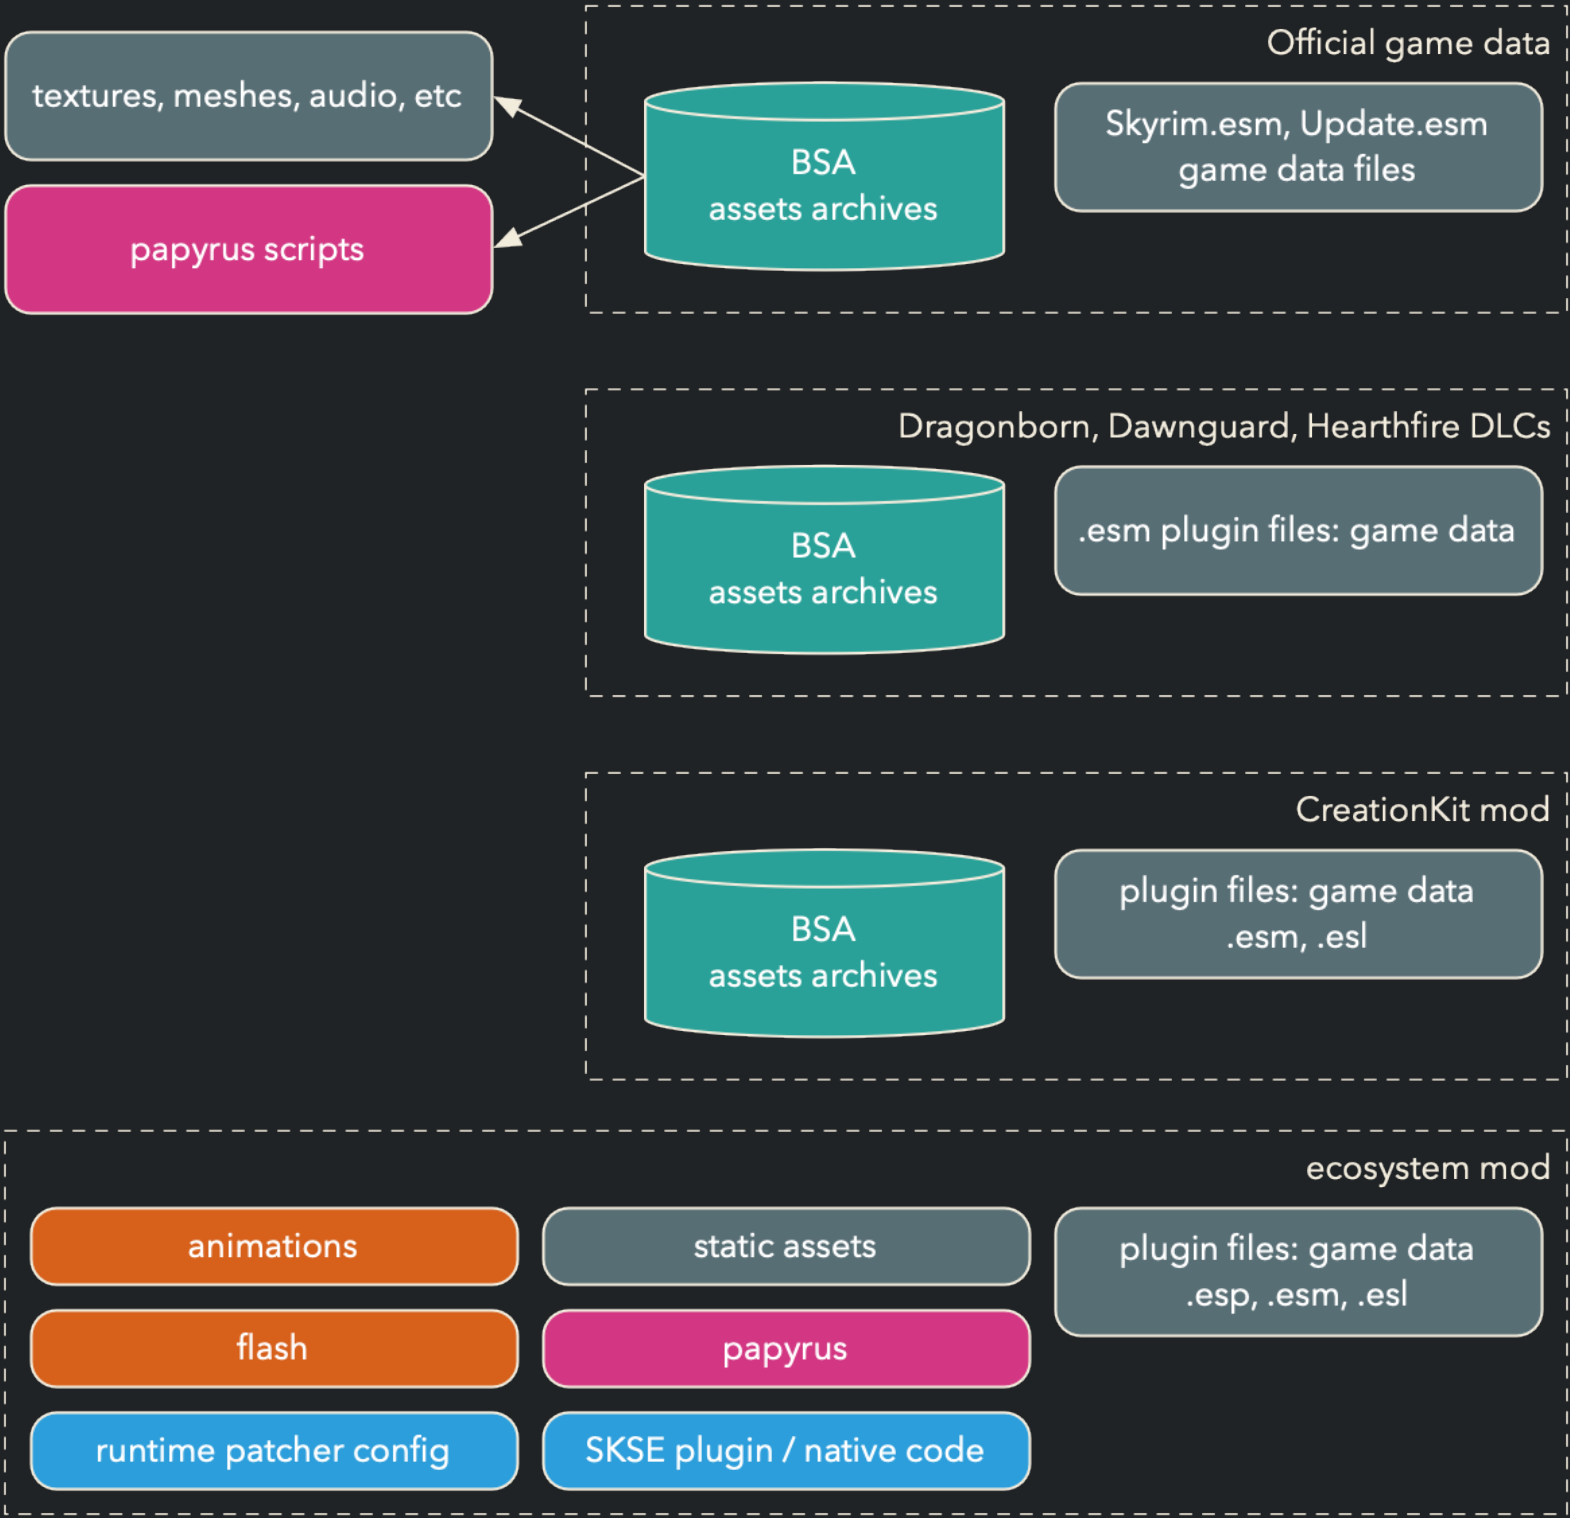 Official game data
textures, meshes, audio, etc
papyrus scripts
BSA
assets archives
Skyrim.esm, Update.esm
game data files
Dragonborn, Dawnguard, Hearthfire DLCs
BSA
assets archives
.esm plugin files: game data
CreationKit mod
BSA
assets archives
plugin files: game data
.esm, .esl
ecosystem mod
animations
static assets
plugin files: game data
.esp, .esm, .esl
flash
papyrus
runtime patcher config
SKSE plugin / native code